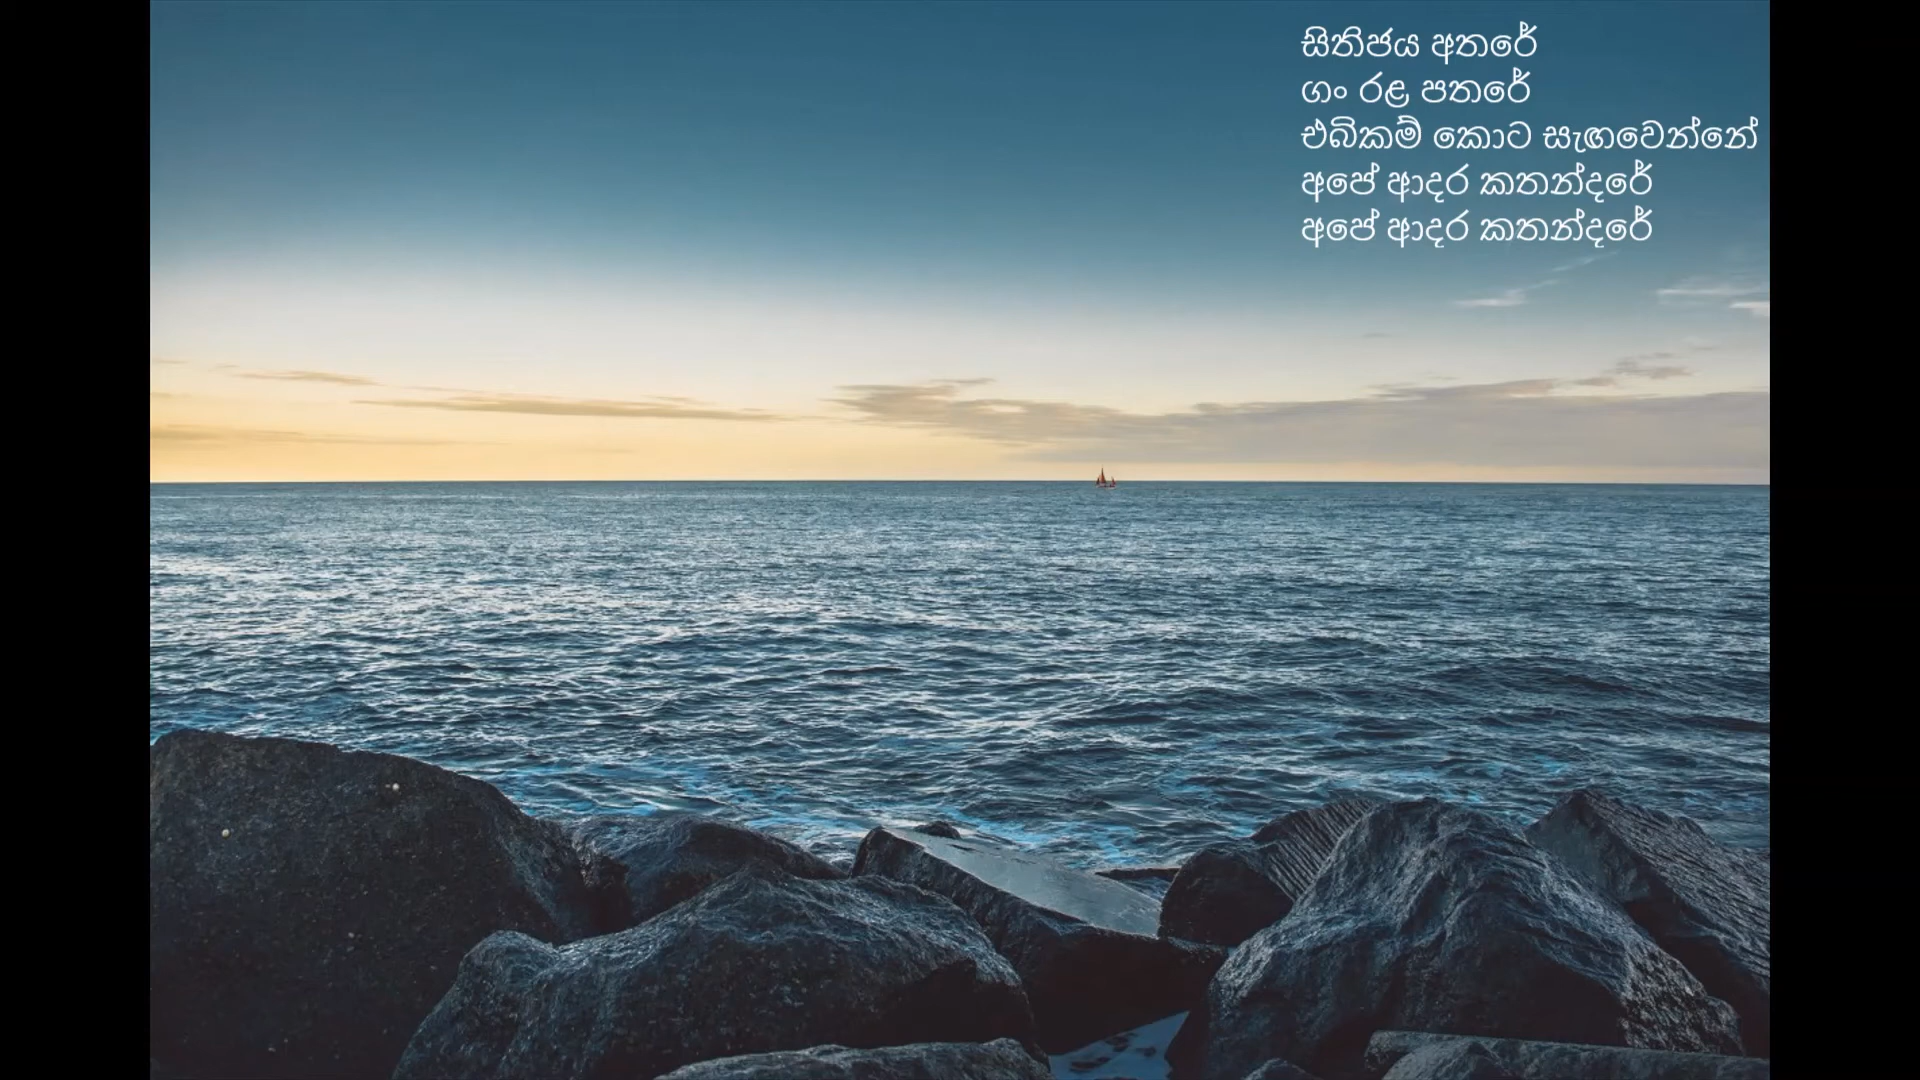 සිතිජය අතරේ
ගං රළ පතරේ
එබිකම් කොට සැඟවෙන්නේ
අපේ ආදර කතන්දරේ
අපේ ආදර කතන්දරේ